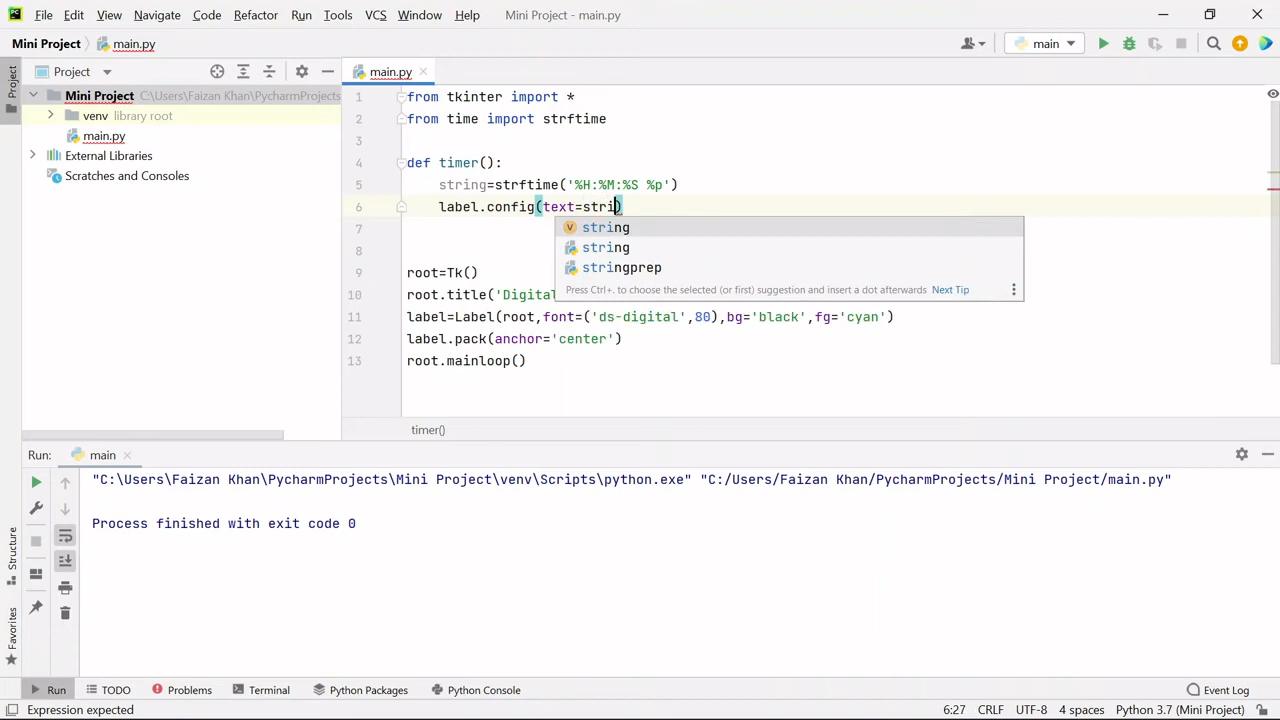 PC File Edit View Navigate Code Refactor Run Tools VCS Window Help Mini Project - main.py
Mini Project main.py main
Project main.py
Project
Mini Project C:\Users\Faizan Khan\PycharmProjects
venv library root
main.py
External Libraries
Scratches and Consoles
1 from tkinter import *
2 from time import strftime
3
4 def timer():
5 string=strftime('%H:%M:%S %p')
6 label.config(text=stri)
7
8
9 root=Tk()
10 root.title('Digital
11 label=Label(root,font=('ds-digital',80),bg='black',fg='cyan')
12 label.pack(anchor='center')
13 root.mainloop()
string
string
stringprep
Press Ctrl+. to choose the selected (or first) suggestion and insert a dot afterwards Next Tip
timer()
Run: main
"C:\Users\Faizan Khan\PycharmProjects\Mini Project\venv\Scripts\python.exe" "C:/Users/Faizan Khan/PycharmProjects/Mini Project/main.py"
Process finished with exit code 0
Structure
Favorites
Run TODO Problems Terminal Python Packages Python Console Event Log
Expression expected 6:27 CRLF UTF-8 4 spaces Python 3.7 (Mini Project)